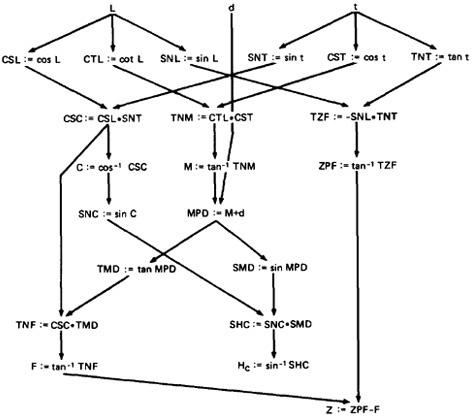 L d t
CSL := cos L CTL := cot L SNL := sin L SNT := sin t CST := cos t TNT := tan t
CSC := CSL*SNT TNM := CTL*CST TZF := -SNL*TNT
C := cos⁻¹ CSC M := tan⁻¹ TNM ZPF := tan⁻¹ TZF
SNC := sin C MPD := M+d
TMD := tan MPD SMD := sin MPD
TNF := CSC*TMD SHC := SNC*SMD
F := tan⁻¹ TNF H_C := sin⁻¹ SHC
Z := ZPF-F